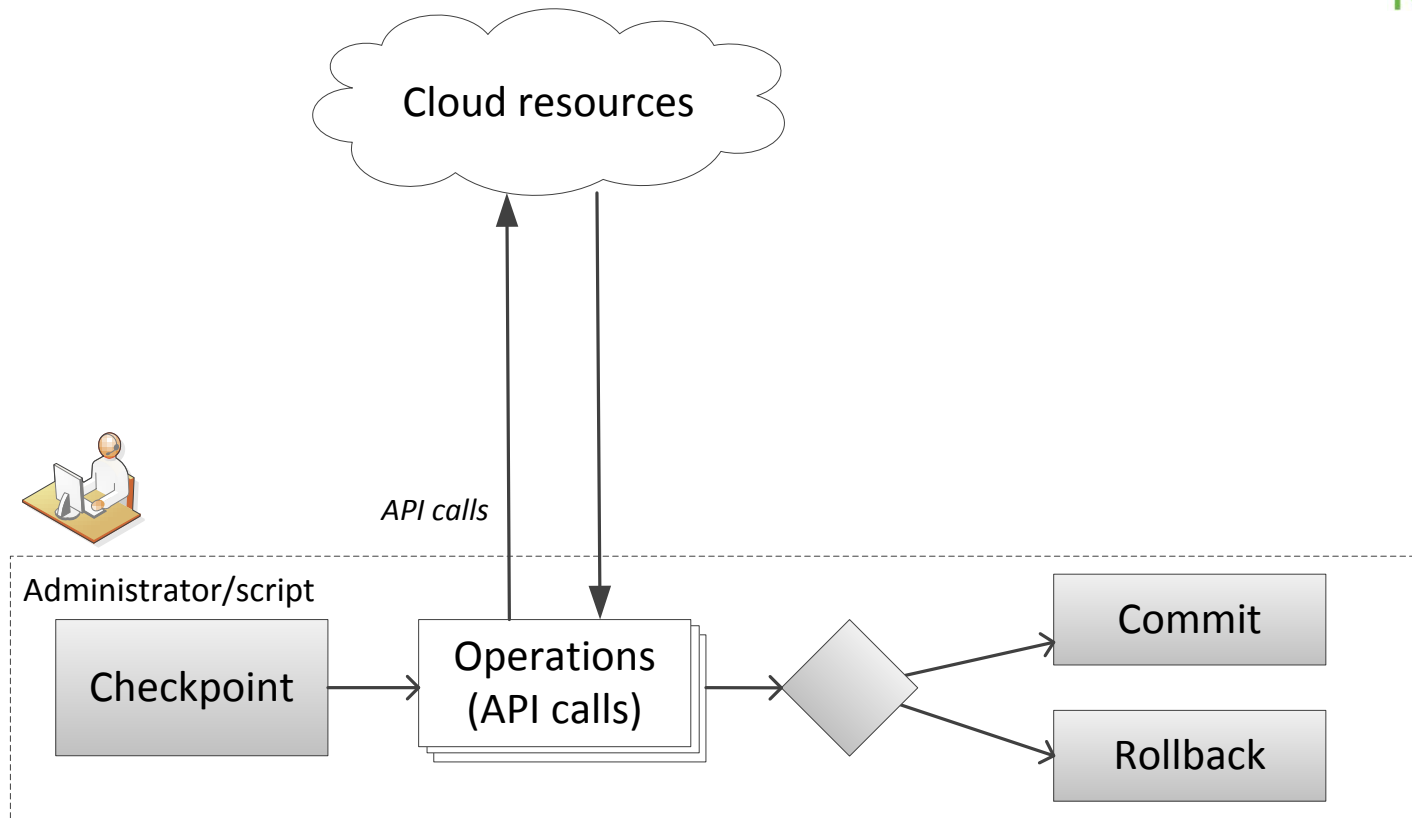 Cloud resources
API calls
Administrator/script
Checkpoint
Operations
(API calls)
Commit
Rollback